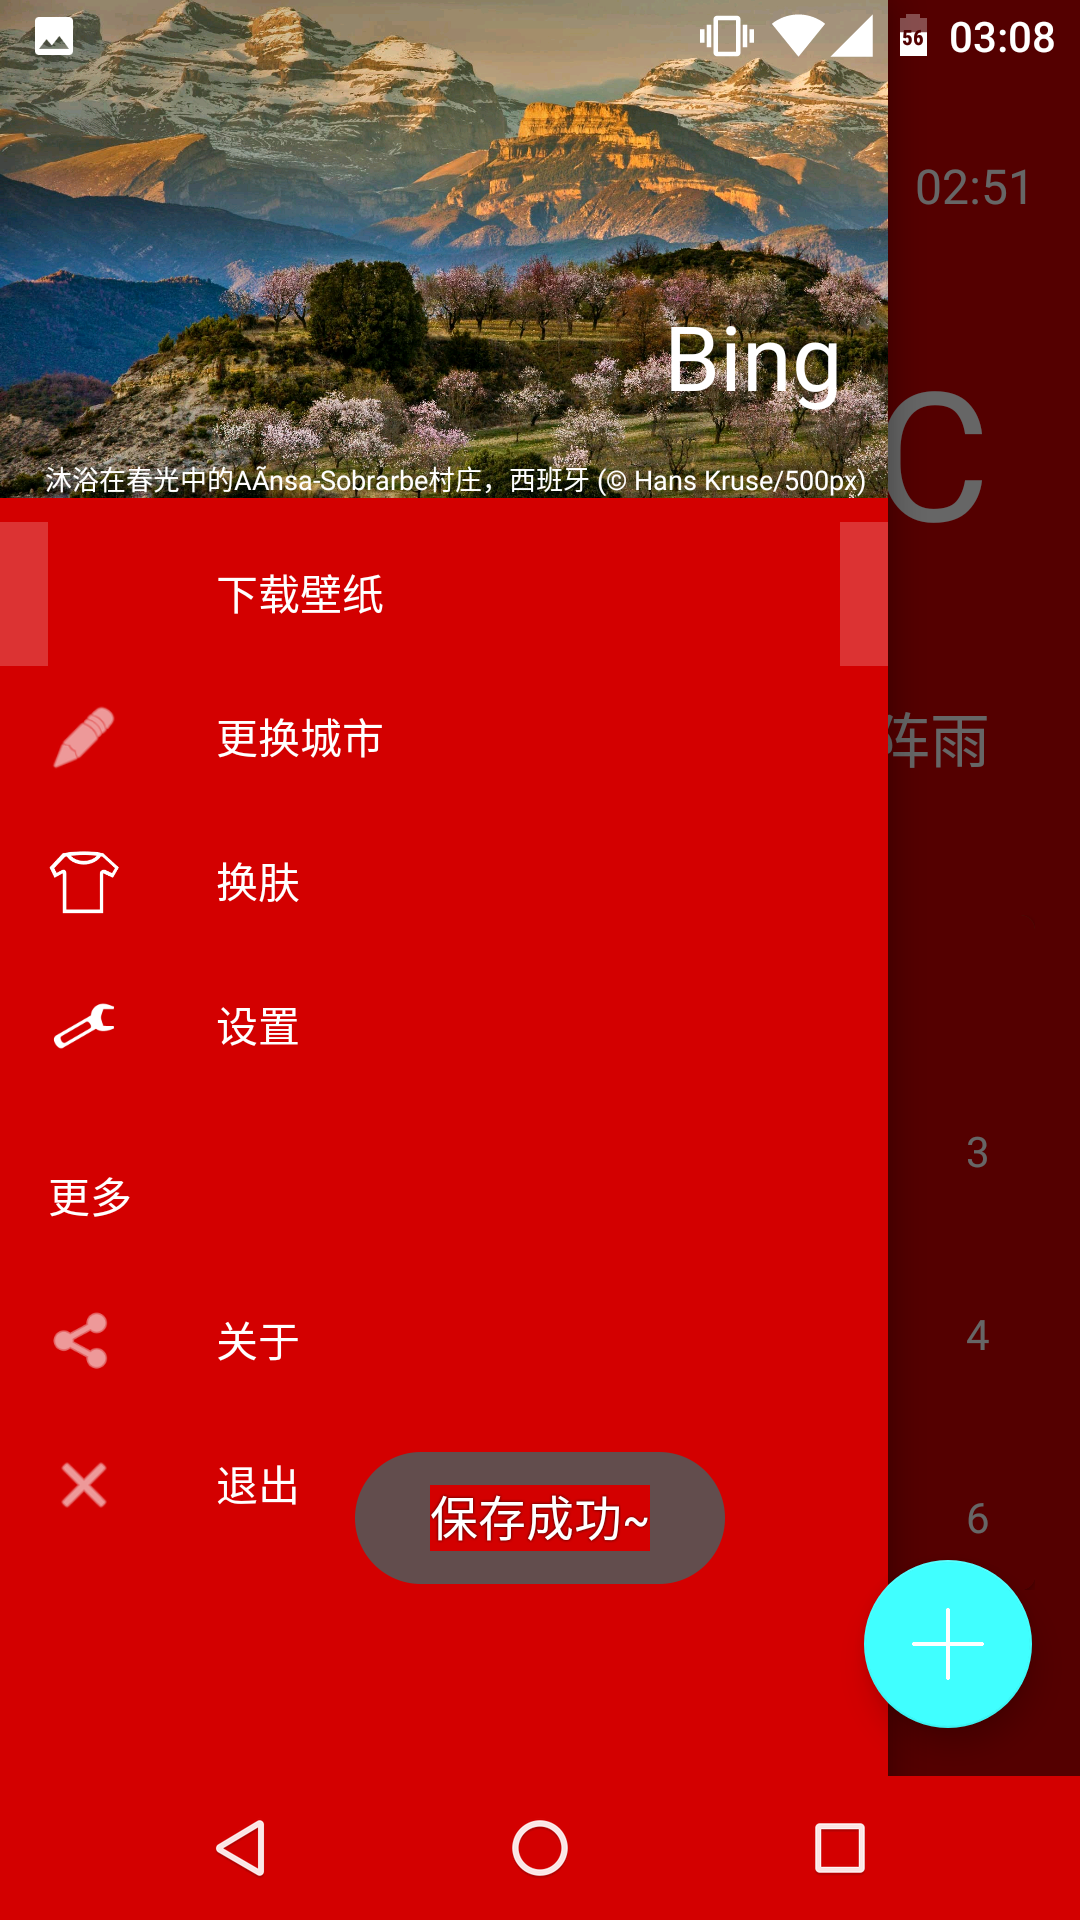 56 03:08
02:51
Bing
C
沐浴在春光中的AÃnsa-Sobrarbe村庄，西班牙 (© Hans Kruse/500px)
下载壁纸
更换城市
阵雨
换肤
设置
3
更多
4
关于
退出
保存成功~
6